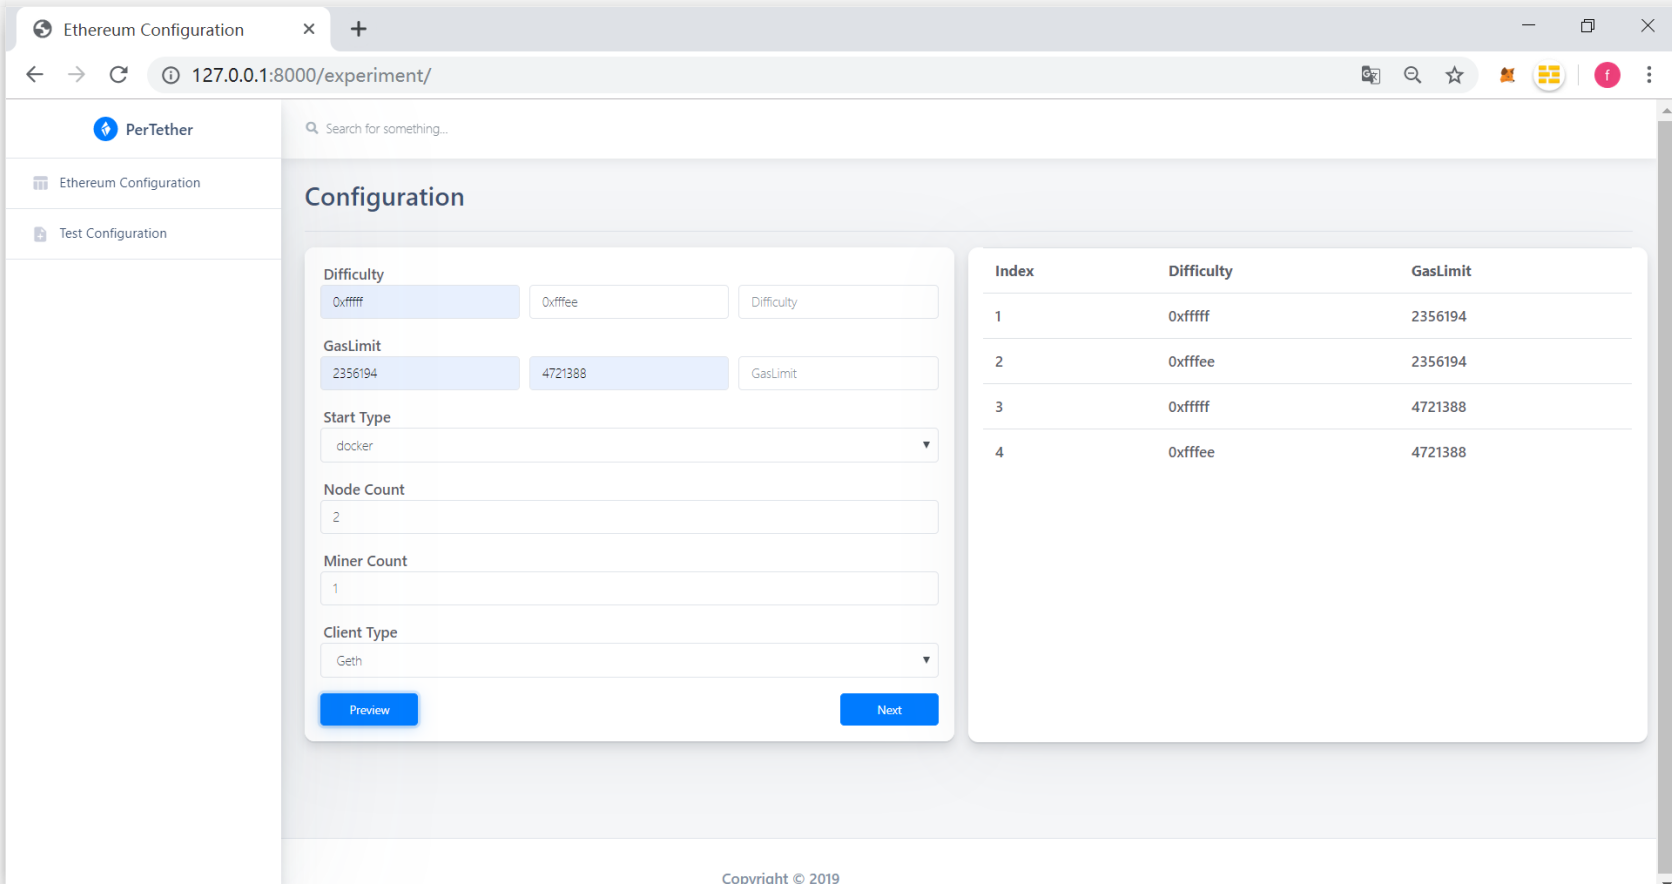 Ethereum Configuration
127.0.0.1:8000/experiment/
f
PerTether
Search for something...
Ethereum Configuration
Test Configuration
Configuration
Difficulty
0xfffff 0xfffee Difficulty
GasLimit
2356194 4721388 GasLimit
Start Type
docker
Node Count
2
Miner Count
1
Client Type
Geth
Preview Next
Index Difficulty GasLimit
1 0xfffff 2356194
2 0xfffee 2356194
3 0xfffff 4721388
4 0xfffee 4721388
Copyright © 2019